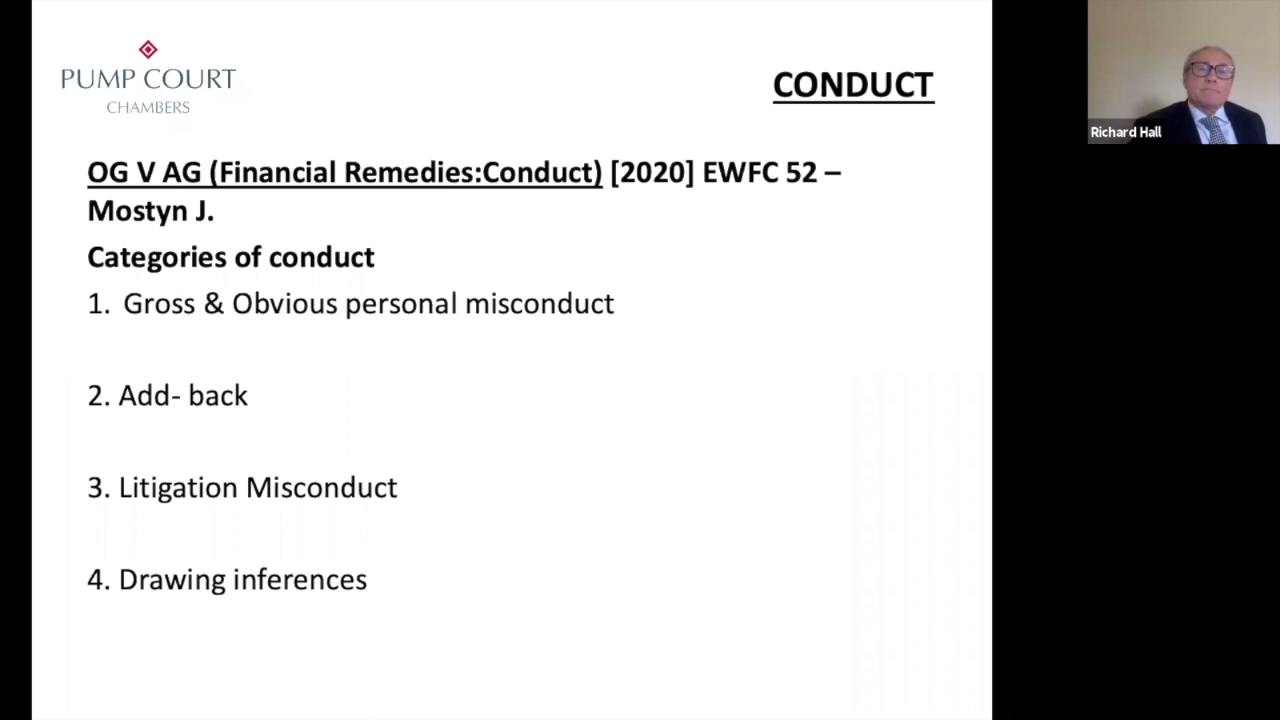 PUMP COURT
CHAMBERS
CONDUCT
Richard Hall
OG V AG (Financial Remedies:Conduct) [2020] EWFC 52 –
Mostyn J.
Categories of conduct
1. Gross & Obvious personal misconduct
2. Add- back
3. Litigation Misconduct
4. Drawing inferences